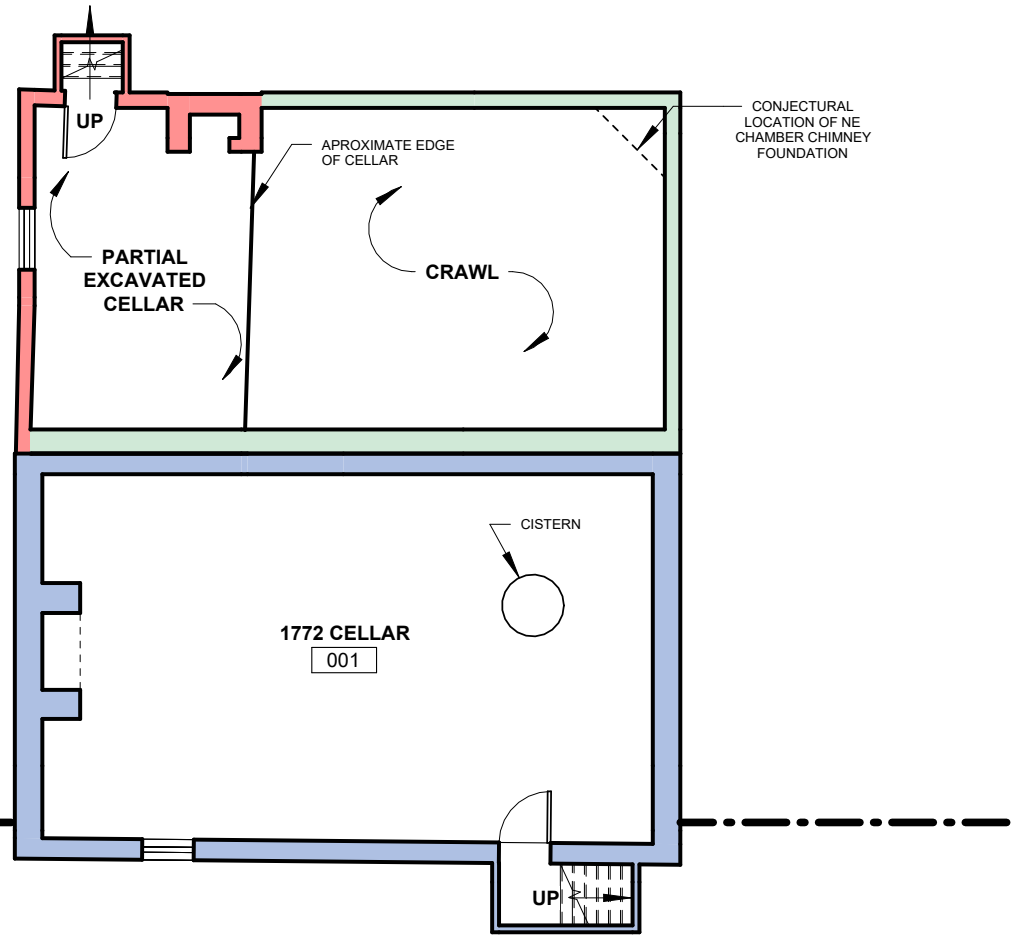 UP
APROXIMATE EDGE
OF CELLAR
CONJECTURAL
LOCATION OF NE
CHAMBER CHIMNEY
FOUNDATION
PARTIAL
EXCAVATED
CELLAR
CRAWL
CISTERN
1772 CELLAR
001
UP